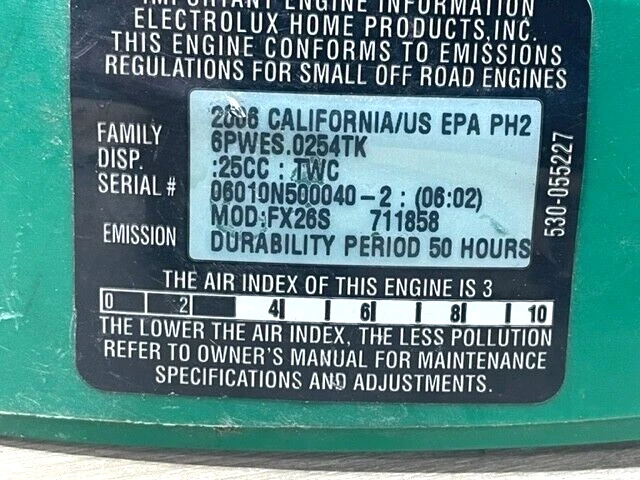 IMPORTANT ENGINE INFORMATION
ELECTROLUX HOME PRODUCTS, INC.
THIS ENGINE CONFORMS TO EMISSIONS
REGULATIONS FOR SMALL OFF ROAD ENGINES
2006 CALIFORNIA/US EPA PH2
FAMILY 6PWES.0254TK
DISP. :25CC : TWC
SERIAL # 06010N500040-2 : (06:02)
MOD:FX26S 711858
EMISSION DURABILITY PERIOD 50 HOURS
530-055227
THE AIR INDEX OF THIS ENGINE IS 3
0 2 4 6 8 10
THE LOWER THE AIR INDEX, THE LESS POLLUTION
REFER TO OWNER'S MANUAL FOR MAINTENANCE
SPECIFICATIONS AND ADJUSTMENTS.